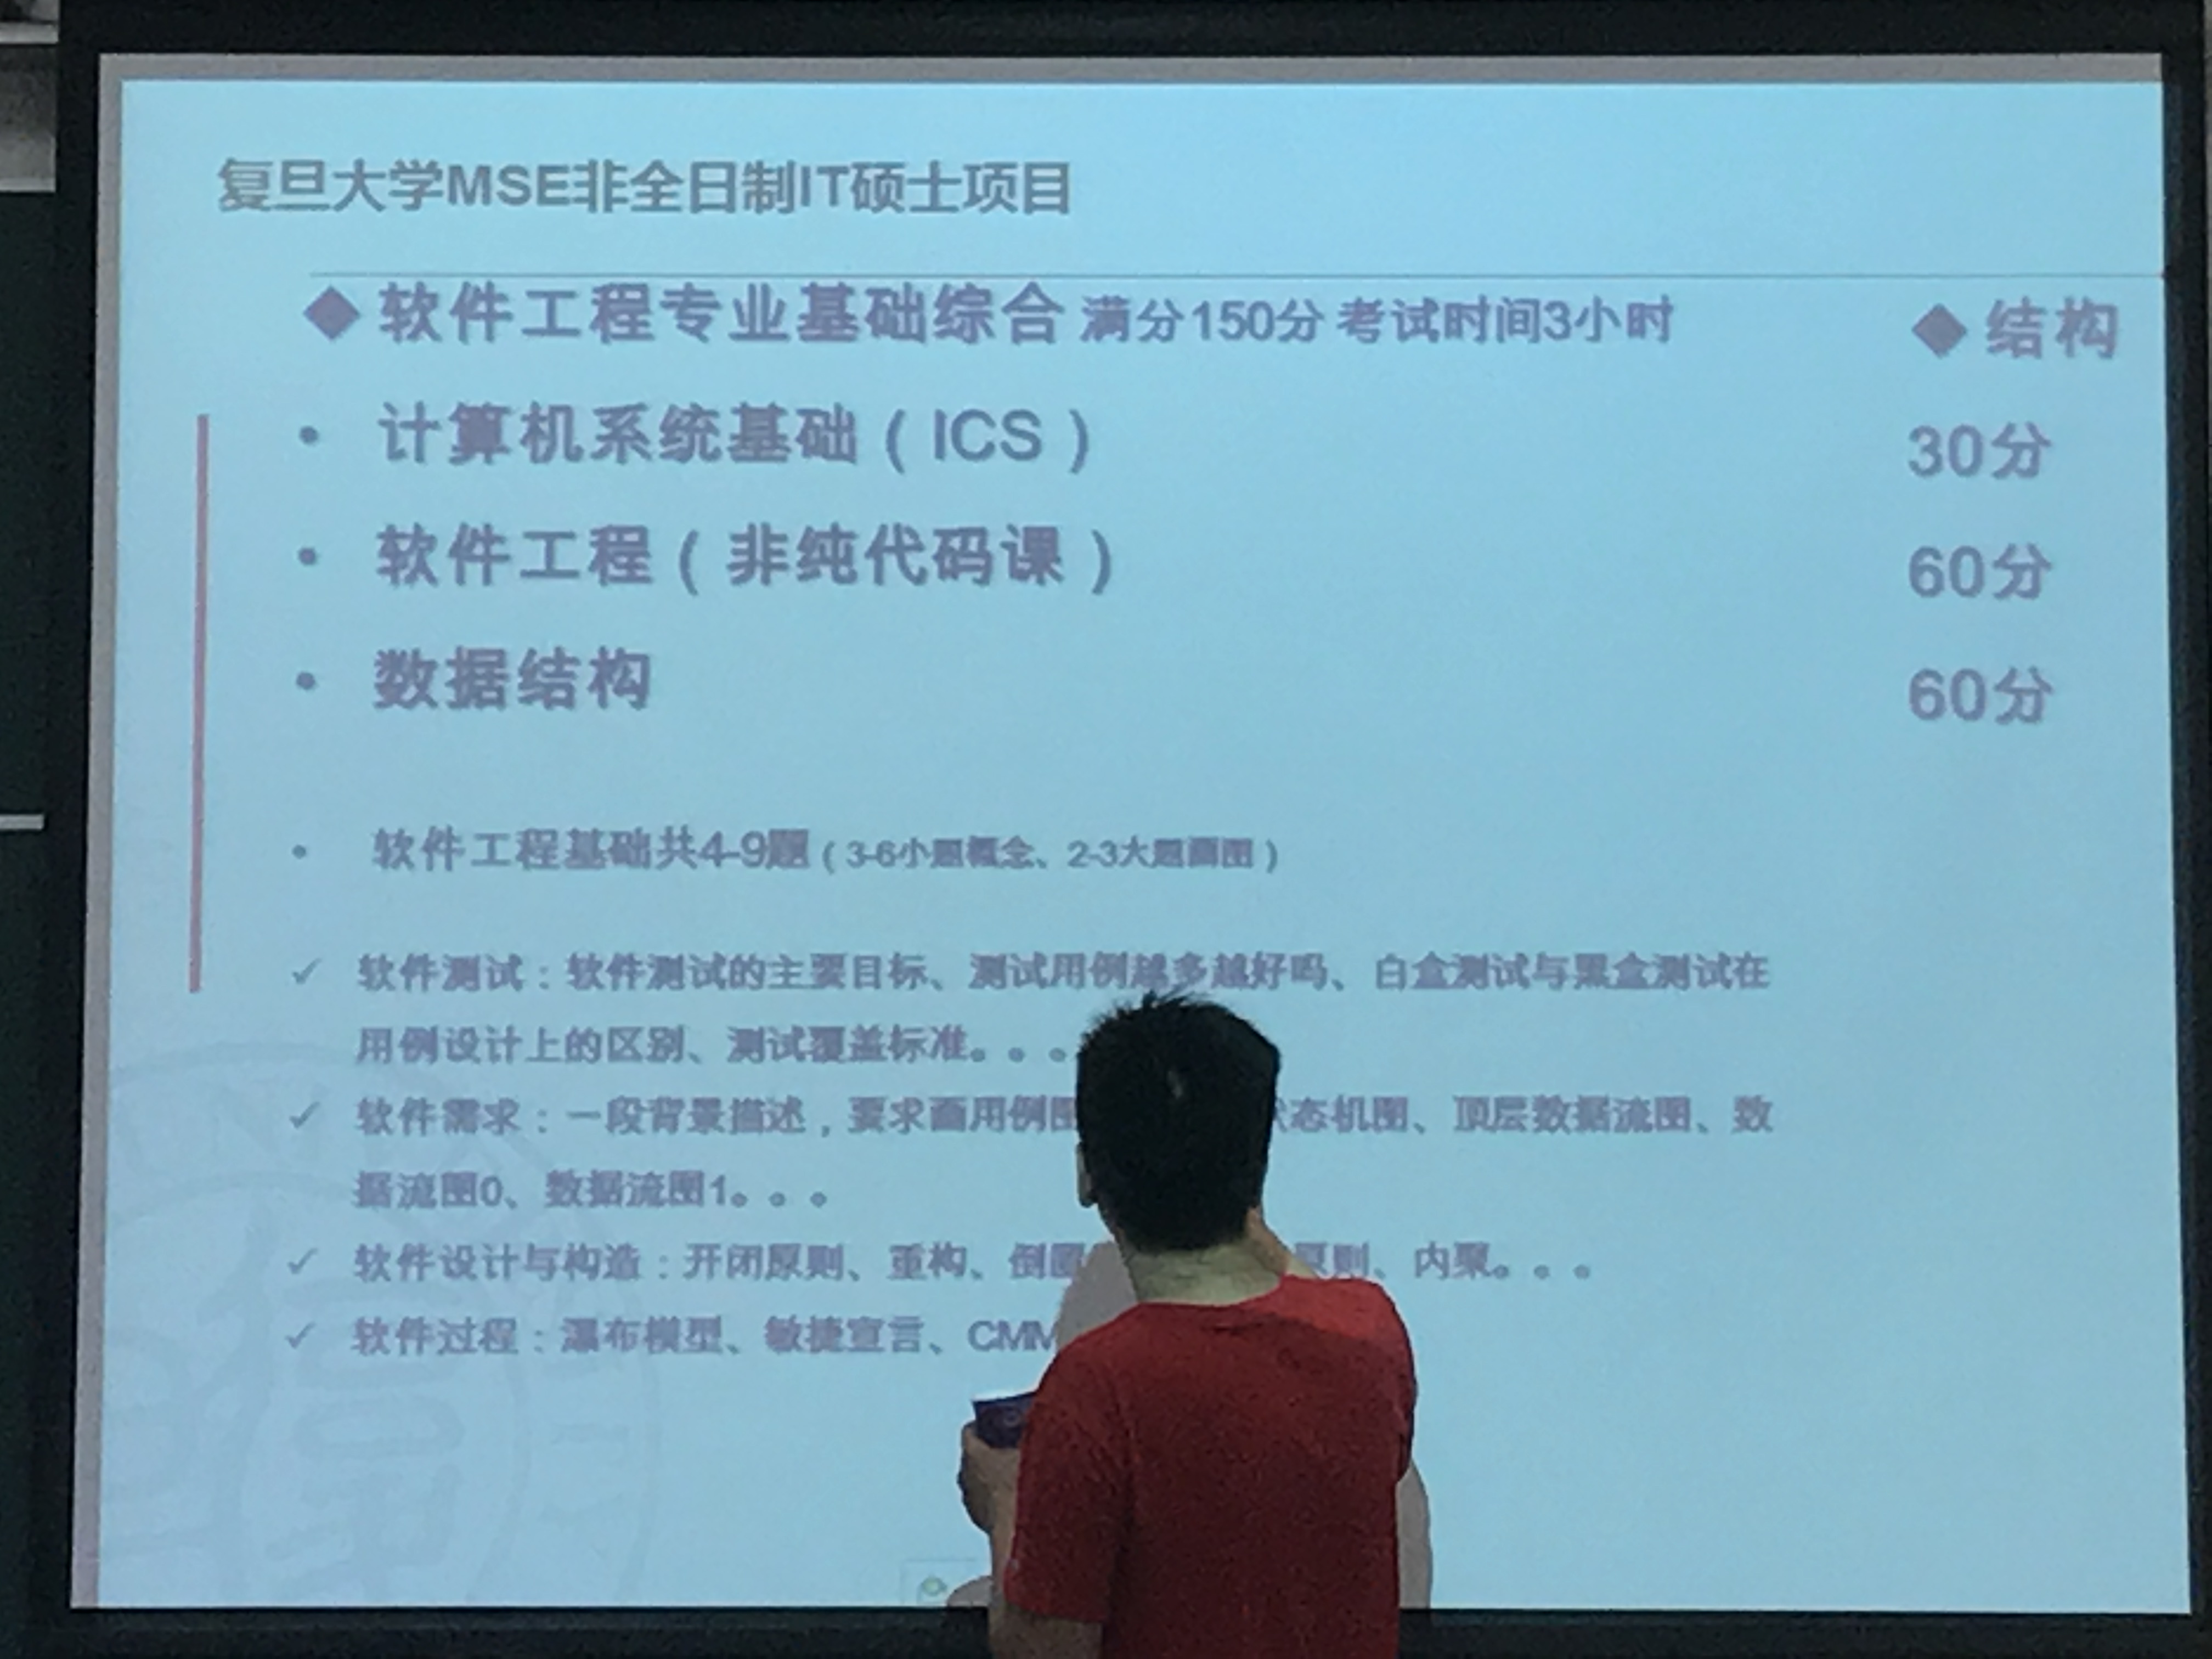 复旦大学MSE非全日制IT硕士项目
◆软件工程专业基础综合 满分150分 考试时间3小时 ◆结构
• 计算机系统基础（ICS） 30分
• 软件工程（非纯代码课） 60分
• 数据结构 60分
• 软件工程基础共4-9题（3-6小题概念、2-3大题画图）
✓ 软件测试：软件测试的主要目标、测试用例越多越好吗、白盒测试与黑盒测试在
用例设计上的区别、测试覆盖标准。。。
✓ 软件需求：一段背景描述，要求画用例图 态机图、顶层数据流图、数
据流图0、数据流图1。。。
✓ 软件设计与构造：开闭原则、重构、倒 原则、内聚。。。
✓ 软件过程：瀑布模型、敏捷宣言、CMM